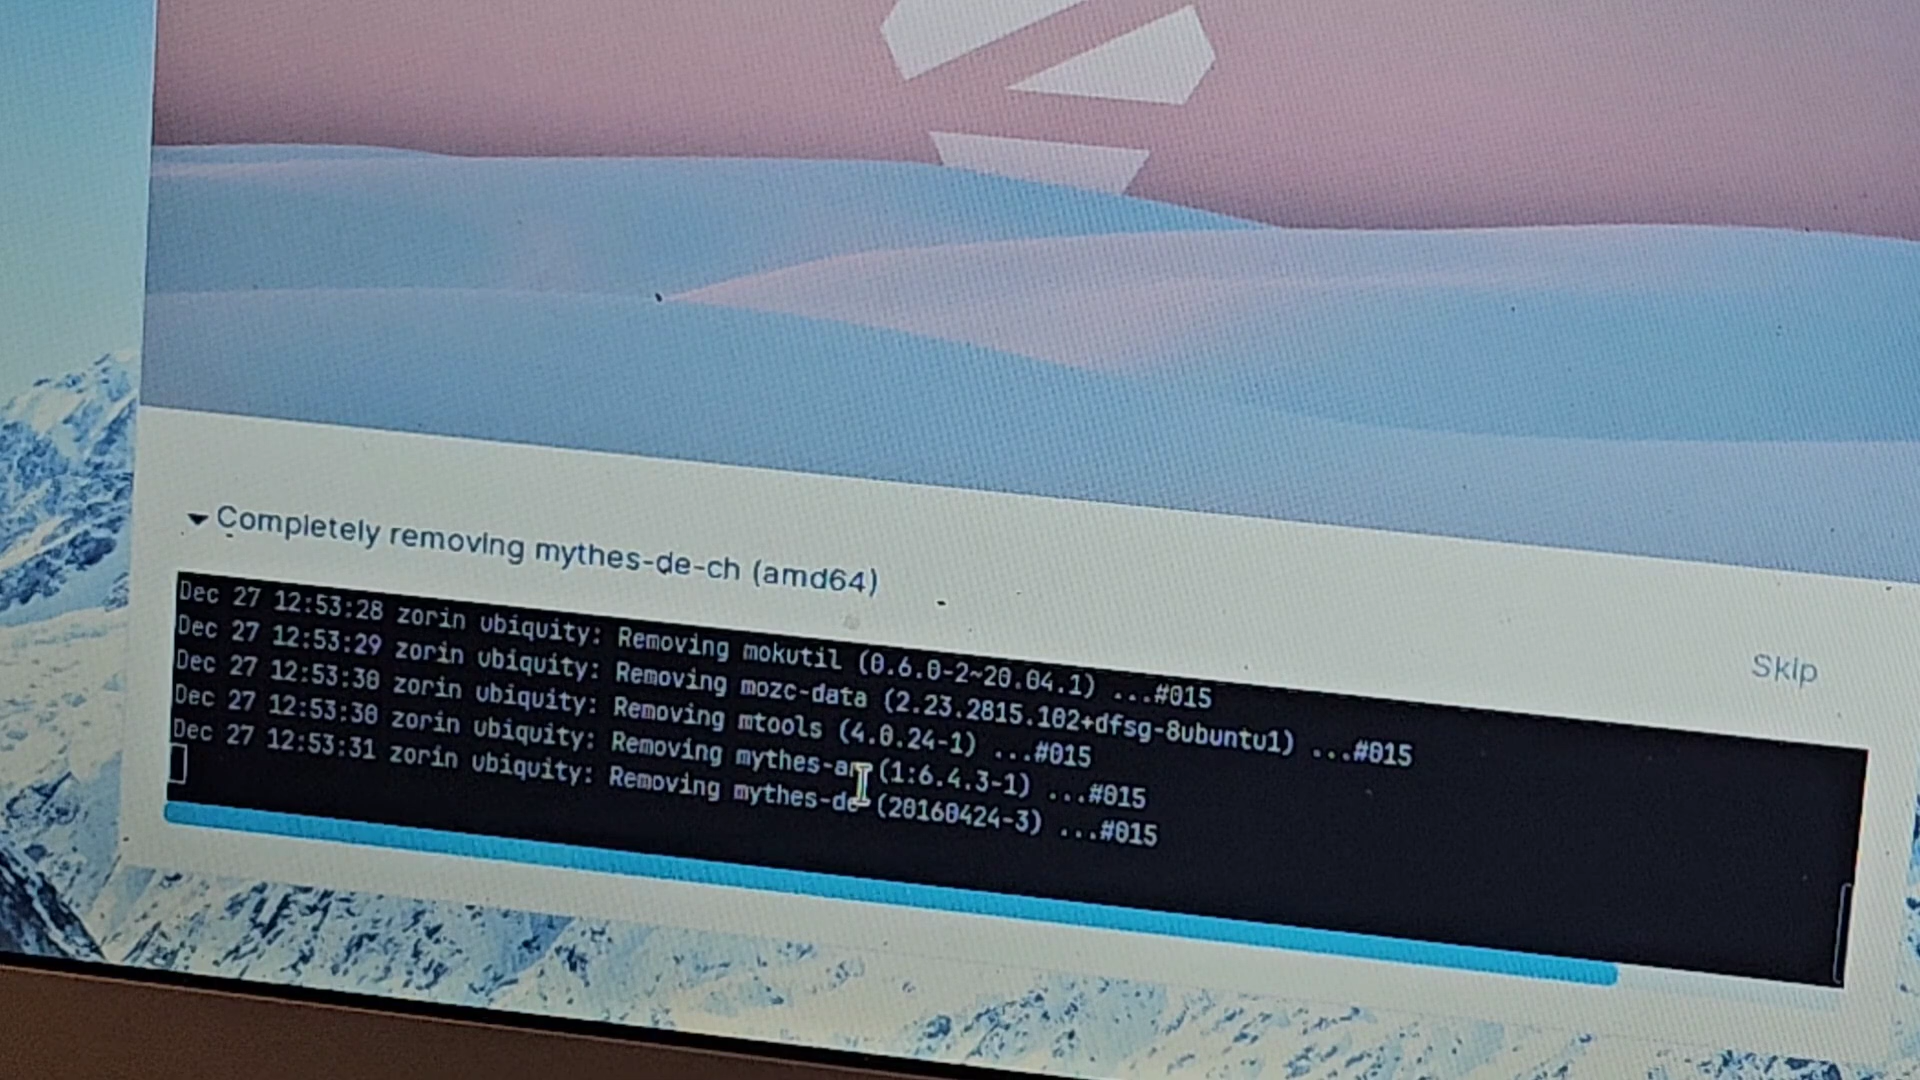 Completely removing mythes-de-ch (amd64)
Skip
Dec 27 12:53:28 zorin ubiquity: Removing mokutil (0.6.0-2~20.04.1) ...#015
Dec 27 12:53:29 zorin ubiquity: Removing mozc-data (2.23.2815.102+dfsg-8ubuntu1) ...#015
Dec 27 12:53:30 zorin ubiquity: Removing mtools (4.0.24-1) ...#015
Dec 27 12:53:30 zorin ubiquity: Removing mythes-ar (1:6.4.3-1) ...#015
Dec 27 12:53:31 zorin ubiquity: Removing mythes-de (20160424-3) ...#015